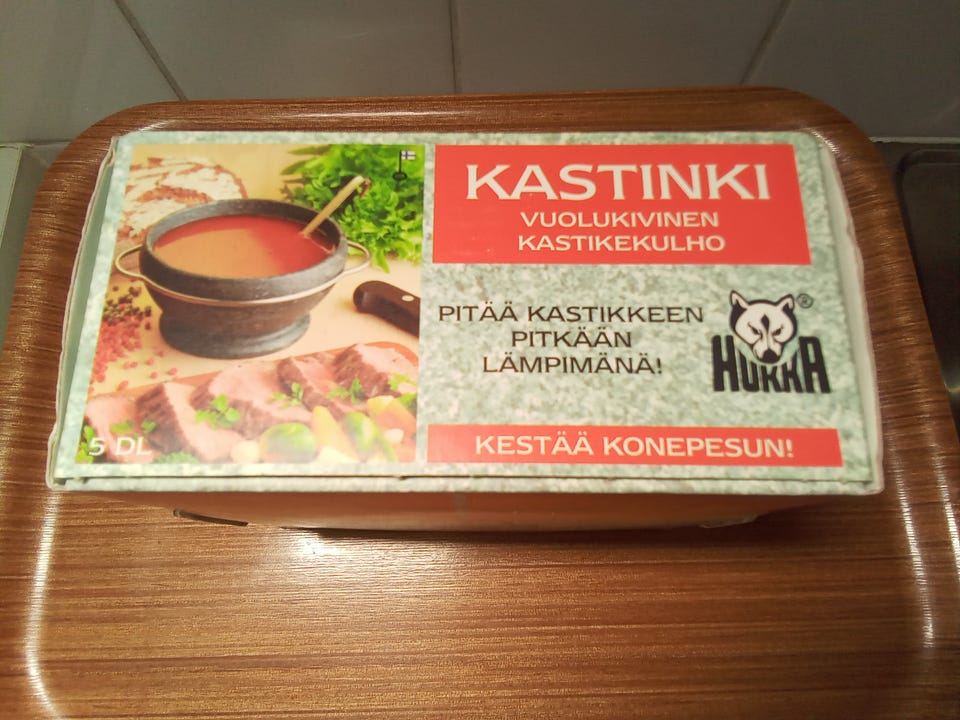 KASTINKI
VUOLUKIVINEN
KASTIKEKULHO
PITÄÄ KASTIKKEEN
PITKÄÄN
LÄMPIMÄNÄ!
®
HUKKA
5 DL
KESTÄÄ KONEPESUN!